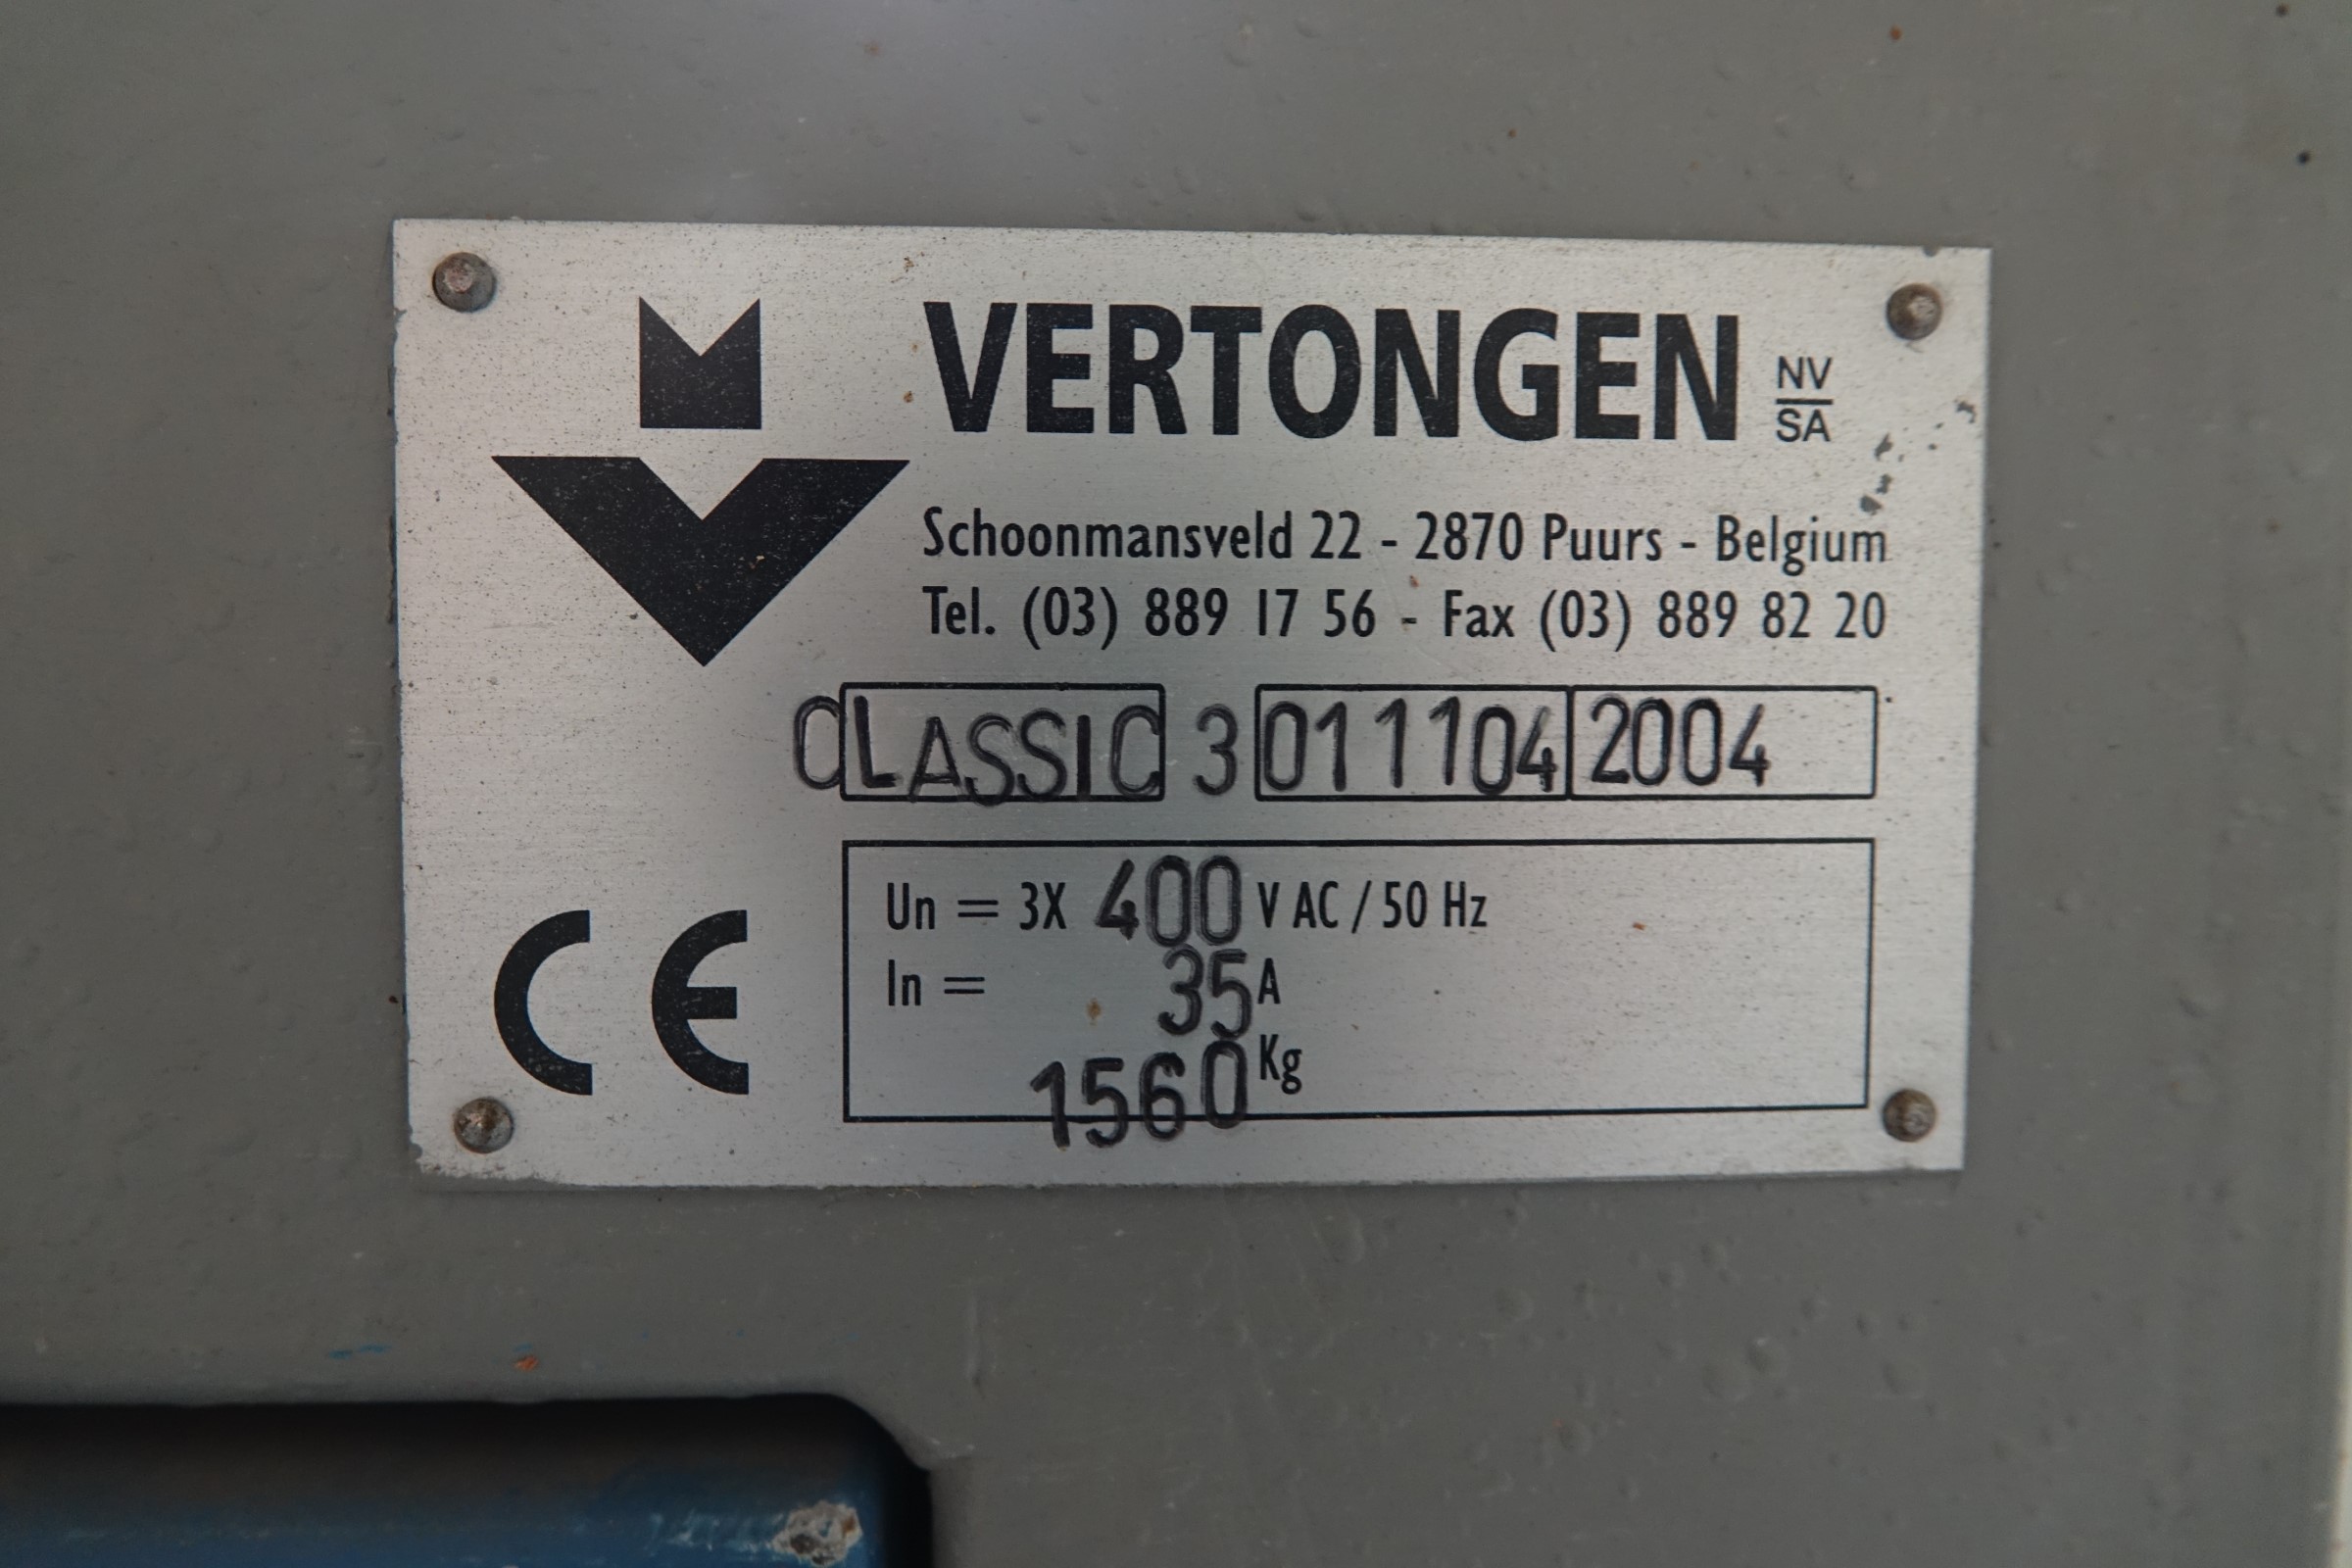 VERTONGEN NV/SA
Schoonmansveld 22 - 2870 Puurs - Belgium
Tel. (03) 889 17 56 - Fax (03) 889 82 20
CLASSIC 3 011104 2004
Un = 3X 400 V AC / 50 Hz
In = 35 A
1560 Kg
CE